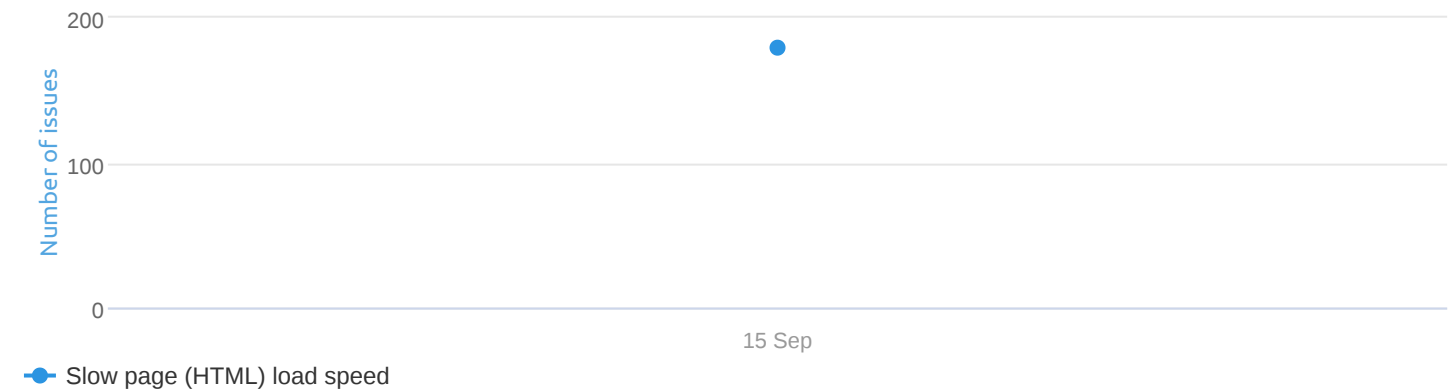 200
Number of issues
100
0
15 Sep
Slow page (HTML) load speed